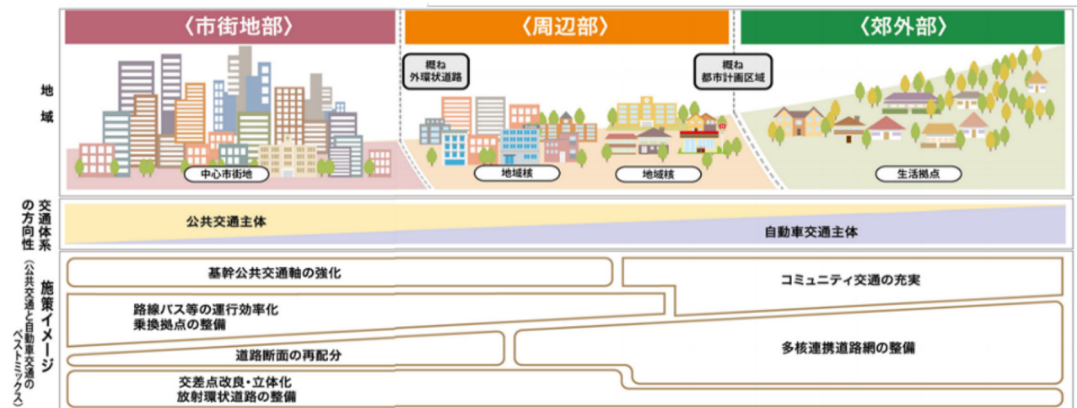 〈市街地部〉
〈周辺部〉
〈郊外部〉
地域
概ね
外環状道路
概ね
都市計画区域
中心市街地
地域核
地域核
生活拠点
交通体系
の方向性
公共交通主体
自動車交通主体
施策イメージ
(公共交通と自動車交通の
ベストミックス)
基幹公共交通軸の強化
コミュニティ交通の充実
路線バス等の運行効率化
乗換拠点の整備
道路断面の再配分
多核連携道路網の整備
交差点改良・立体化
放射環状道路の整備